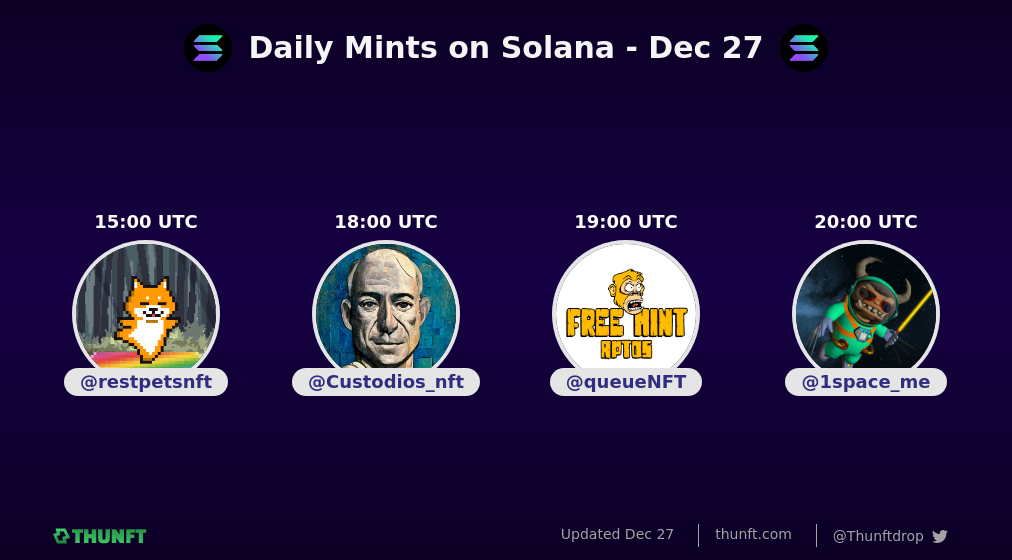 Daily Mints on Solana - Dec 27
15:00 UTC
18:00 UTC
19:00 UTC
20:00 UTC
FREE MINT
APTOS
@restpetsnft
@Custodios_nft
@queueNFT
@1space_me
THUNFT
Updated Dec 27
thunft.com
@Thunftdrop